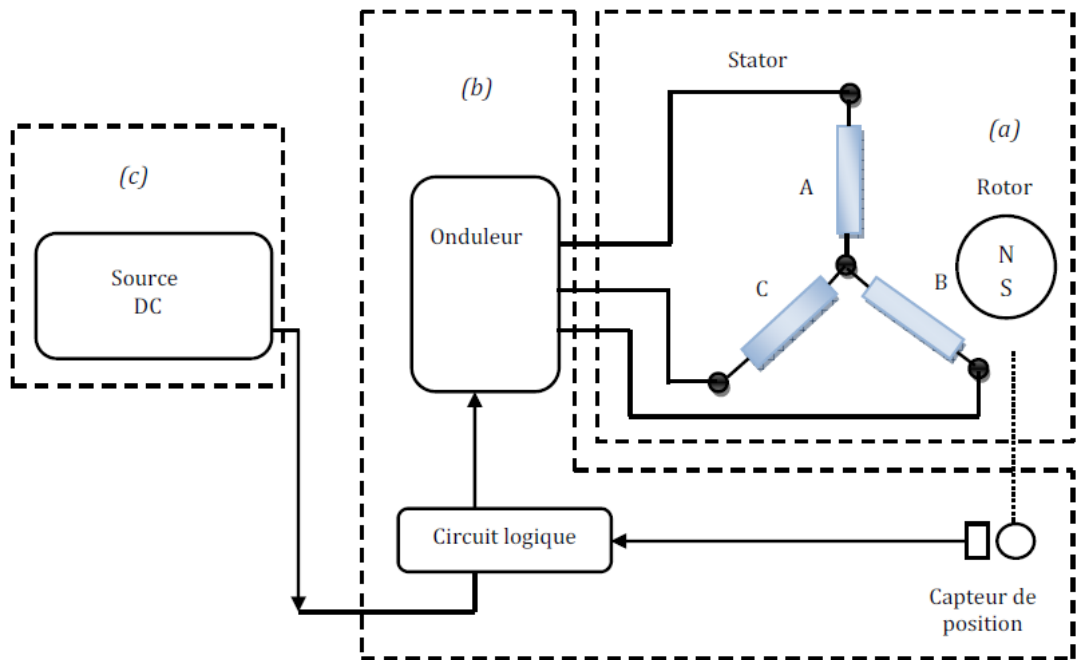 (c)
Source
DC
(b)
Onduleur
Circuit logique
Stator
(a)
Rotor
A
B
C
N
S
Capteur de
position